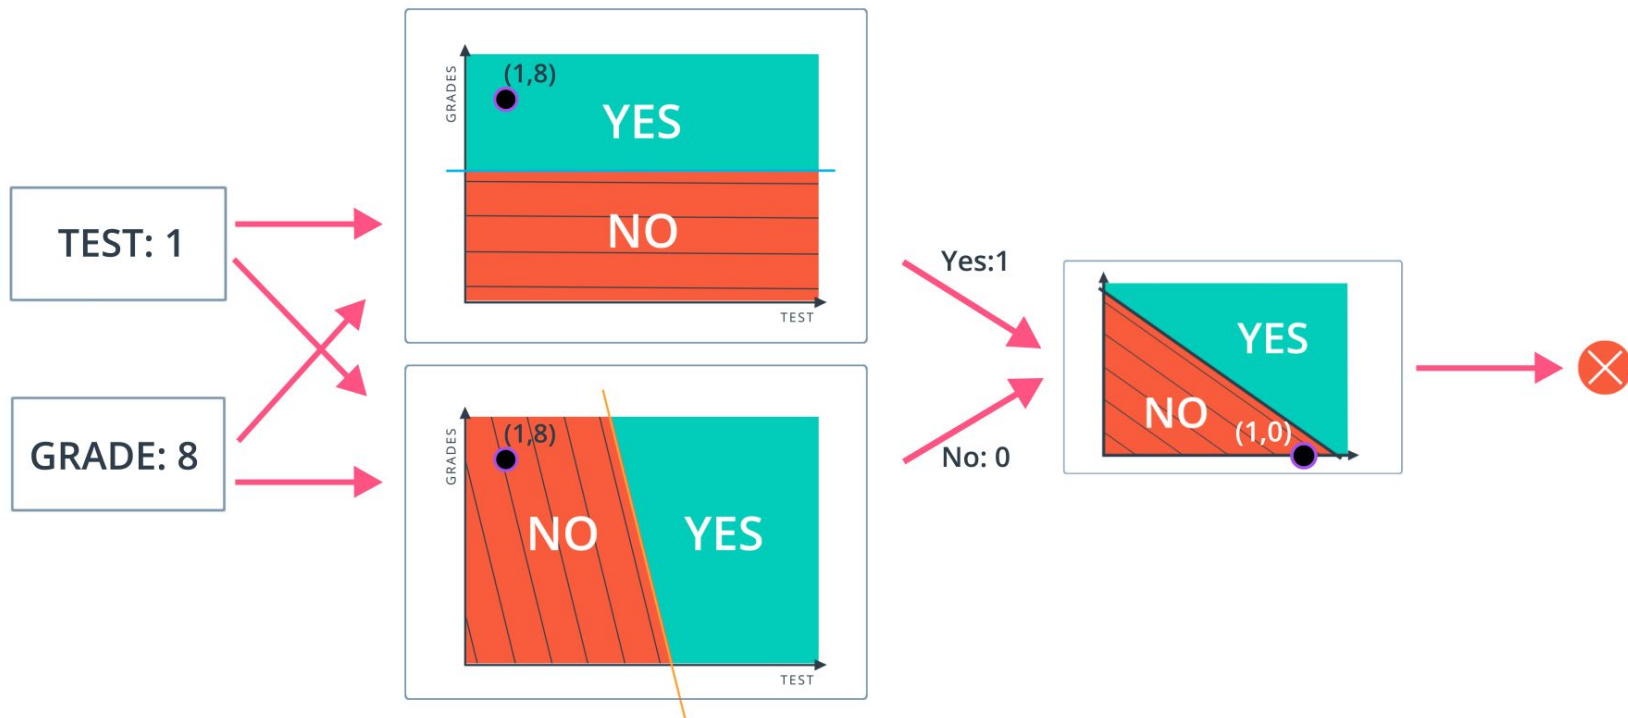 TEST: 1
GRADE: 8
GRADES
(1,8)
YES
NO
TEST
GRADES
(1,8)
NO
YES
TEST
Yes:1
No: 0
YES
NO
(1,0)